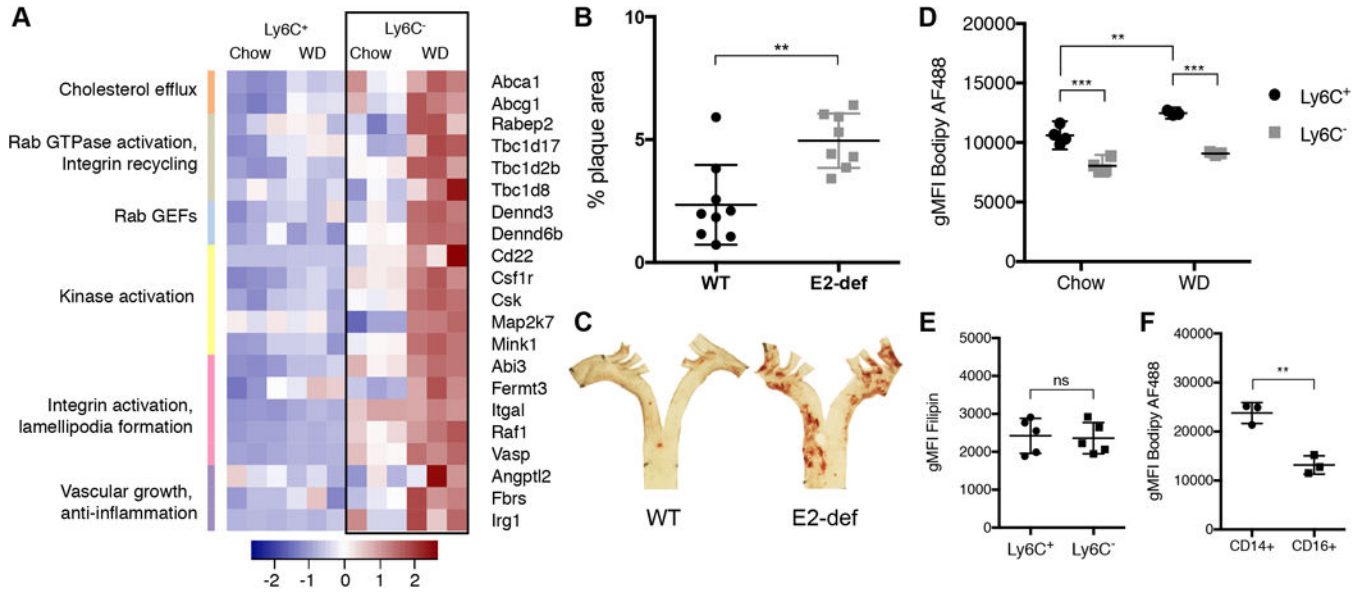 A
Ly6C⁺
Ly6C⁻
Chow
WD
Chow
WD
Cholesterol efflux
Rab GTPase activation,
Integrin recycling
Rab GEFs
Kinase activation
Integrin activation,
lamellipodia formation
Vascular growth,
anti-inflammation
Abca1
Abcg1
Rabep2
Tbc1d17
Tbc1d2b
Tbc1d8
Dennd3
Dennd6b
Cd22
Csf1r
Csk
Map2k7
Mink1
Abi3
Fermt3
Itgal
Raf1
Vasp
Angptl2
Fbrs
Irg1
-2 -1 0 1 2
B
% plaque area
10
5
0
**
WT
E2-def
C
WT
E2-def
D
gMFI Bodipy AF488
20000
15000
10000
5000
0
**
***
***
Chow
WD
Ly6C⁺
Ly6C⁻
E
gMFI Filipin
5000
4000
3000
2000
1000
0
ns
Ly6C⁺
Ly6C⁻
F
gMFI Bodipy AF488
40000
30000
20000
10000
0
**
CD14+
CD16+